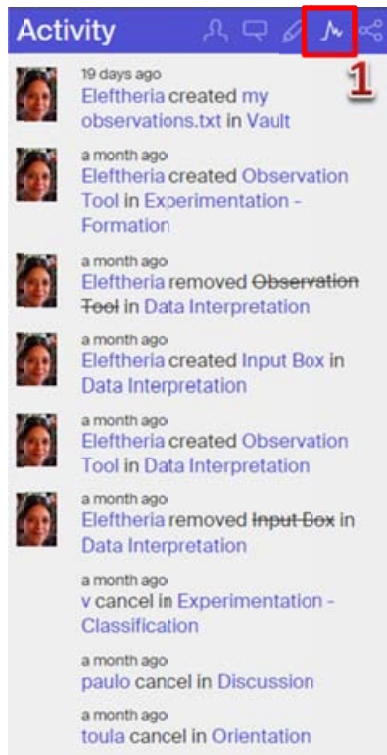 Activity
1
19 days ago
Eleftheria created my
observations.txt in Vault
a month ago
Eleftheria created Observation
Tool in Experimentation -
Formation
a month ago
Eleftheria removed Observation
Tool in Data Interpretation
a month ago
Eleftheria created Input Box in
Data Interpretation
a month ago
Eleftheria created Observation
Tool in Data Interpretation
a month ago
Eleftheria removed Input Box in
Data Interpretation
a month ago
v cancel in Experimentation -
Classification
a month ago
paulo cancel in Discussion
a month ago
toula cancel in Orientation